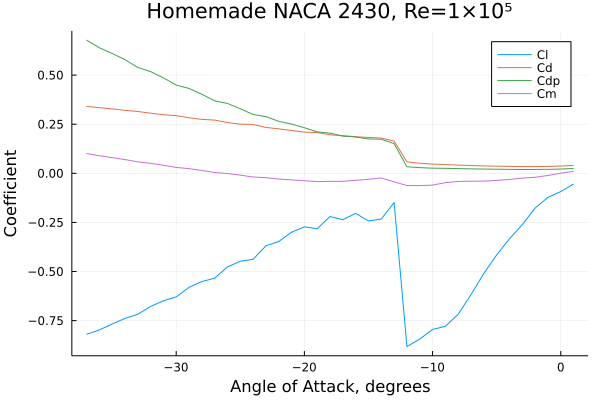 Homemade NACA 2430, Re=1×10⁵
Cl
Cd
Cdp
Cm
0.50
0.25
0.00
−0.25
−0.50
−0.75
Coefficient
−30
−20
−10
0
Angle of Attack, degrees